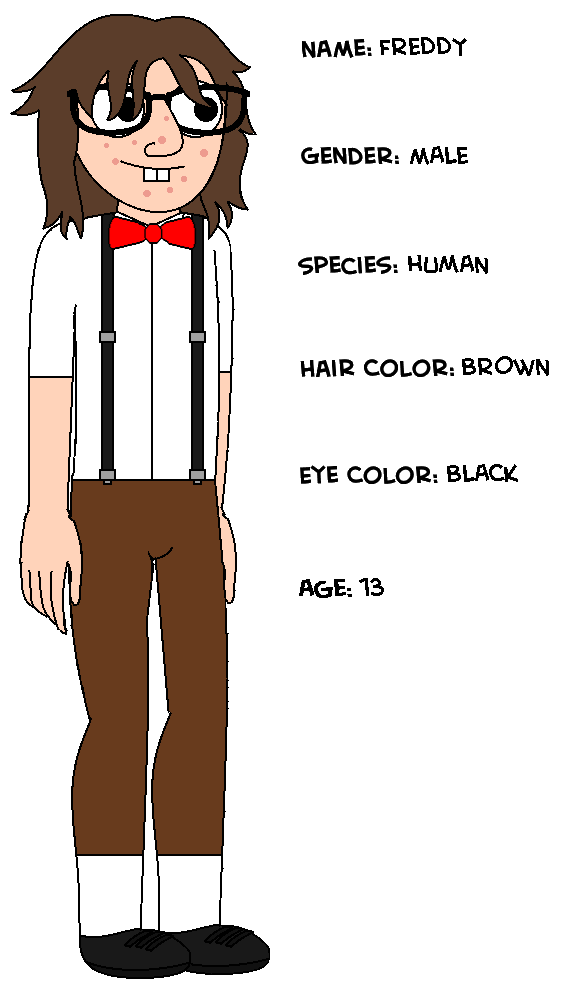 NAME: FREDDY
GENDER: MALE
SPECIES: HUMAN
HAIR COLOR: BROWN
EYE COLOR: BLACK
AGE: 13